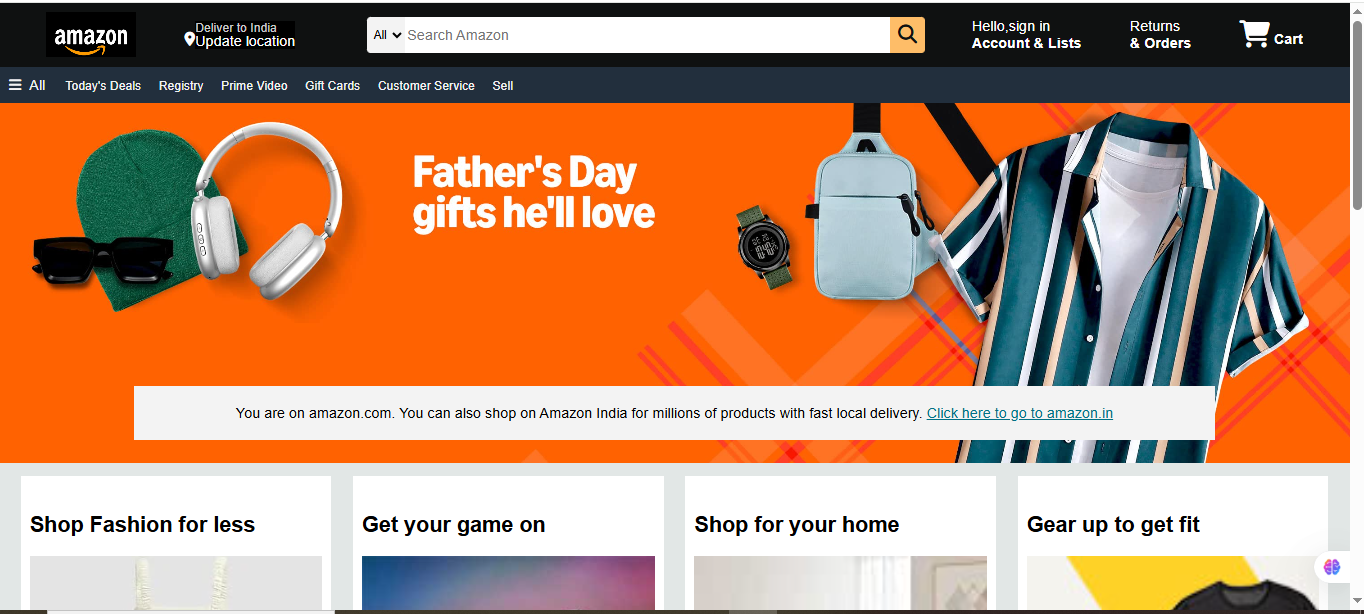 amazon
Deliver to India
Update location
All
Search Amazon
Hello,sign in
Account & Lists
Returns
& Orders
Cart
All
Today's Deals
Registry
Prime Video
Gift Cards
Customer Service
Sell
Father's Day
gifts he'll love
You are on amazon.com. You can also shop on Amazon India for millions of products with fast local delivery. Click here to go to amazon.in
Shop Fashion for less
Get your game on
Shop for your home
Gear up to get fit